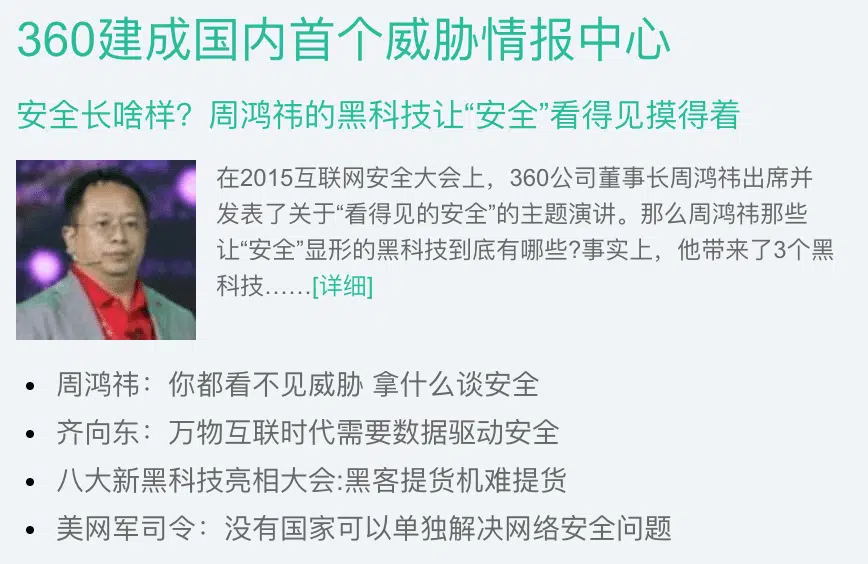 360建成国内首个威胁情报中心
安全长啥样？周鸿祎的黑科技让“安全”看得见摸得着
在2015互联网安全大会上，360公司董事长周鸿祎出席并
发表了关于“看得见的安全”的主题演讲。那么周鸿祎那些
让“安全”显形的黑科技到底有哪些?事实上，他带来了3个黑
科技……[详细]
周鸿祎：你都看不见威胁 拿什么谈安全
齐向东：万物互联时代需要数据驱动安全
八大新黑科技亮相大会:黑客提货机难提货
美网军司令：没有国家可以单独解决网络安全问题